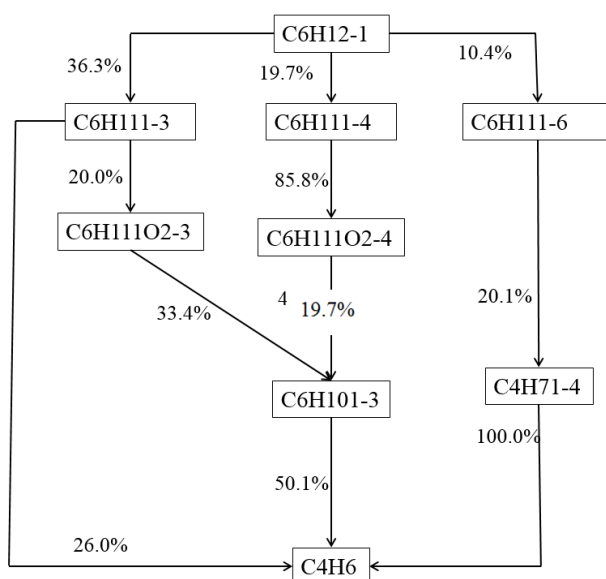 C6H12-1
36.3%
19.7%
10.4%
C6H111-3
C6H111-4
C6H111-6
20.0%
85.8%
C6H111O2-3
C6H111O2-4
33.4%
4
19.7%
20.1%
C6H101-3
C4H71-4
100.0%
50.1%
26.0%
C4H6